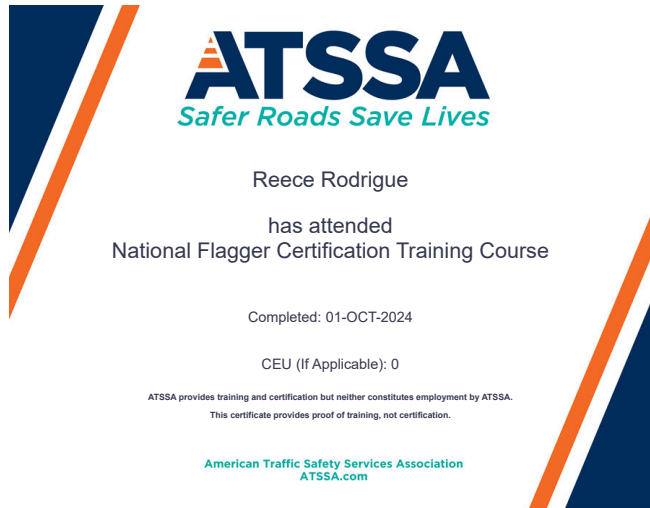 ATSSA
Safer Roads Save Lives
Reece Rodrigue
has attended
National Flagger Certification Training Course
Completed: 01-OCT-2024
CEU (If Applicable): 0
ATSSA provides training and certification but neither constitutes employment by ATSSA.
This certificate provides proof of training, not certification.
American Traffic Safety Services Association
ATSSA.com